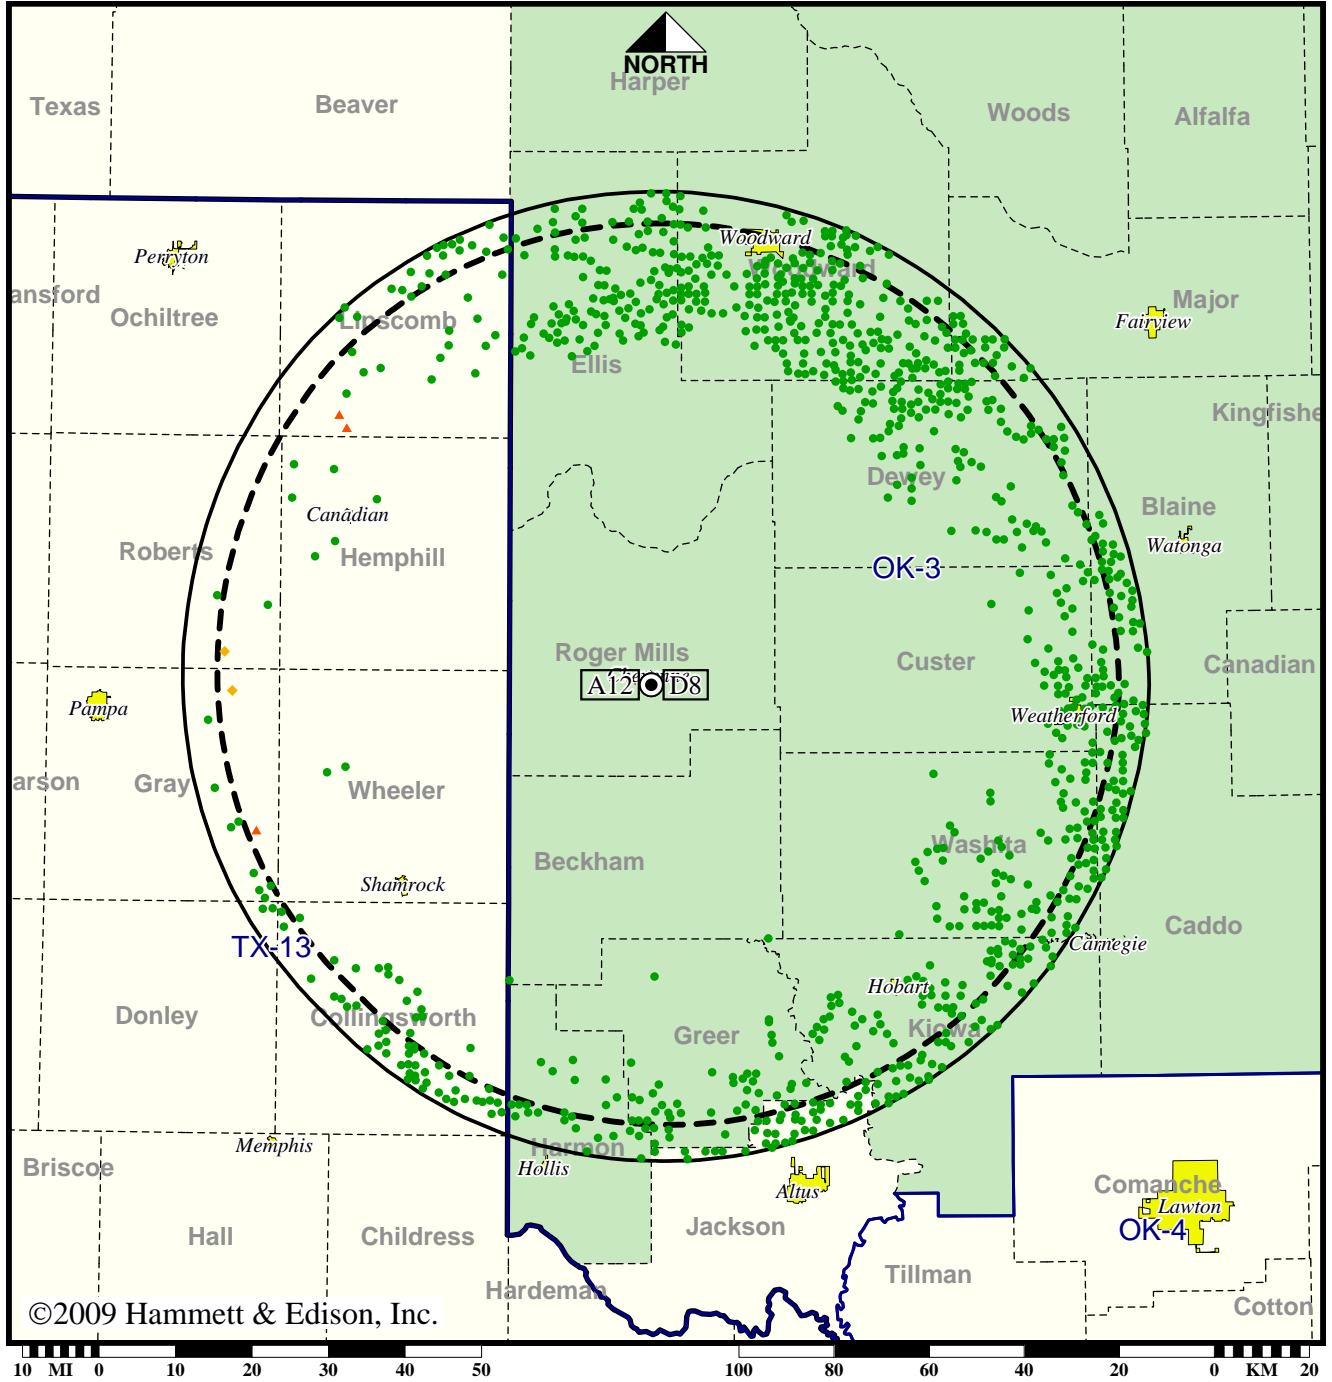 NORTH
Harper
Texas
Beaver
Woods
Alfalfa
Woodward
Woodward
Perryton
ansford
Ochiltree
Lipscomb
Major
Fairview
Ellis
Kingfishe
Dewey
Canadian
Blaine
Watonga
Roberts
Hemphill
OK-3
Roger Mills
Custer
Canadian
A12
D8
Pampa
Weatherford
arson
Gray
Wheeler
Washita
Beckham
Shamrock
Caddo
TX-13
Carnegie
Hobart
Donley
Collingsworth
Greer
Kiowa
Memphis
Harmon
Hollis
Briscoe
Altus
Comanche
Lawton
OK-4
Hall
Childress
Jackson
Tillman
Hardeman
Cotton
©2009 Hammett & Edison, Inc.
10 MI 0 10 20 30 40 50
100 80 60 40 20 0 KM 20